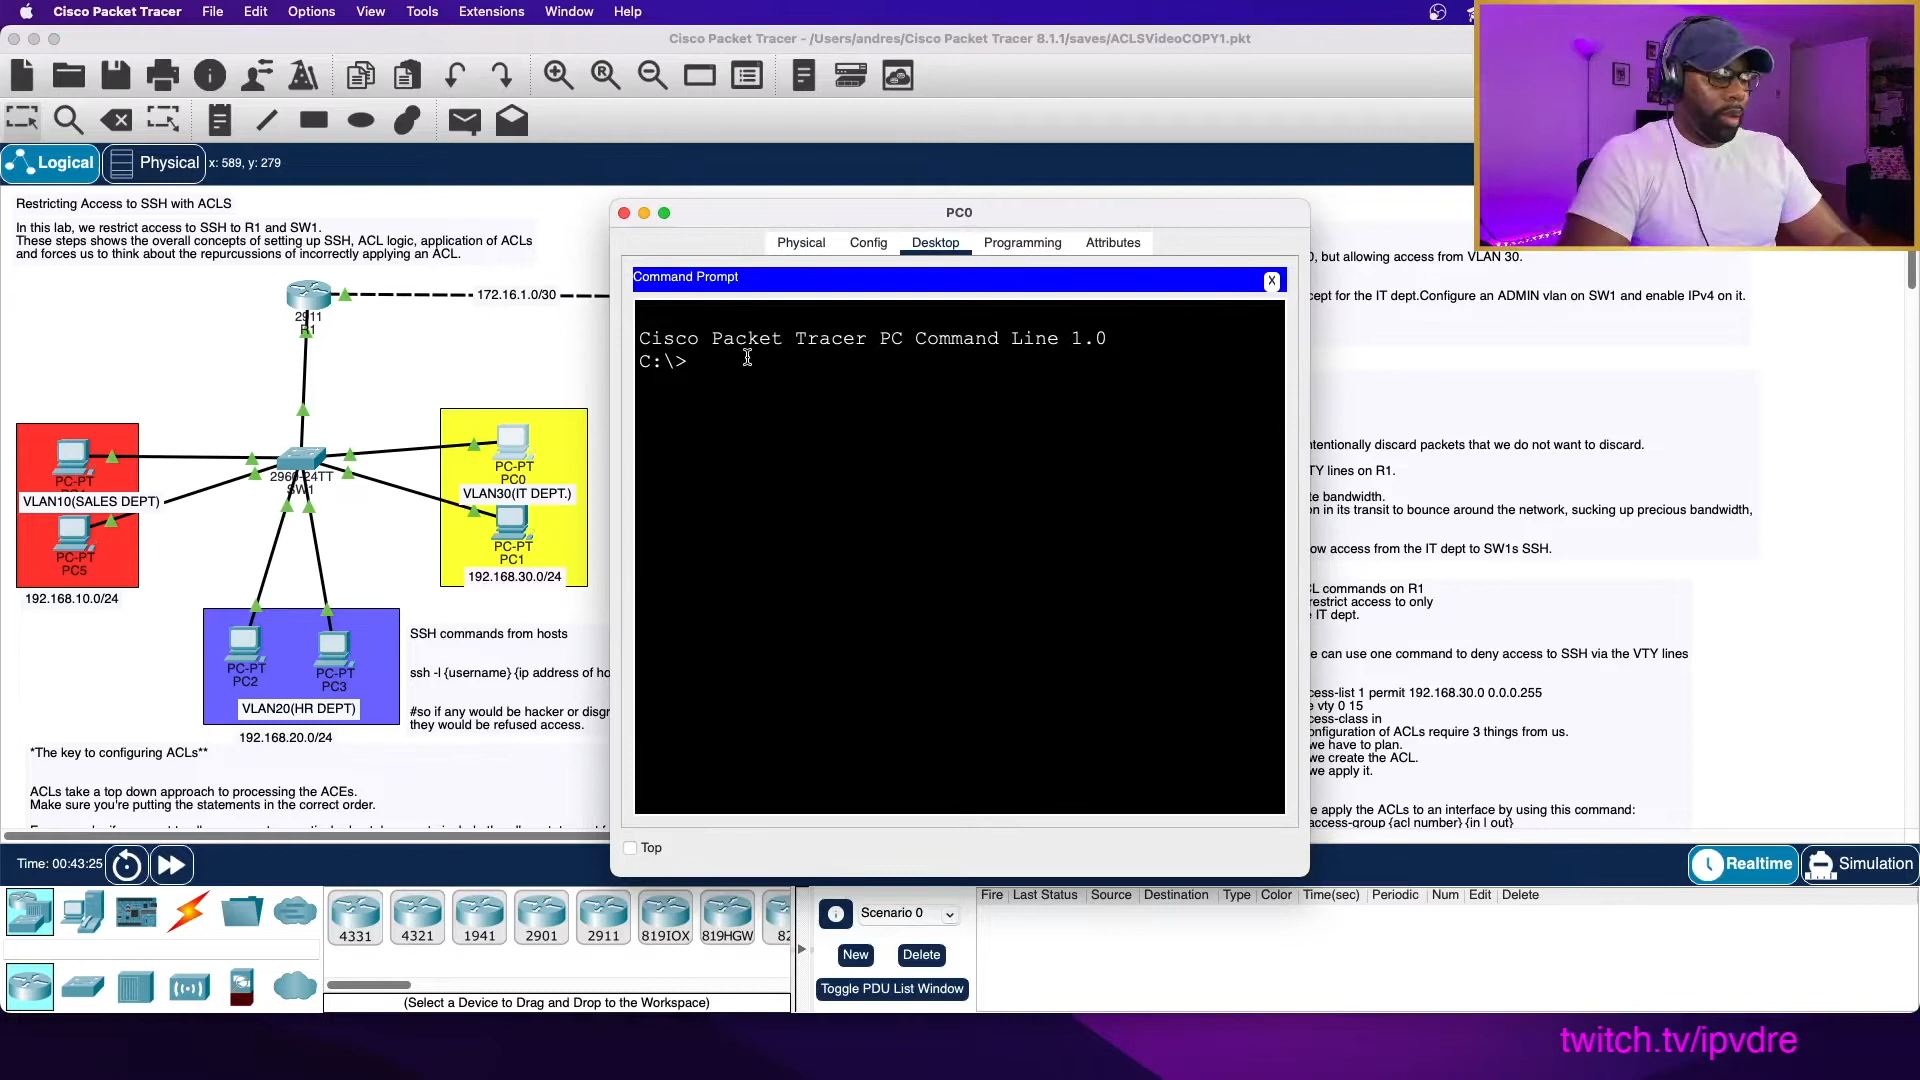 Cisco Packet Tracer File Edit Options View Tools Extensions Window Help
Cisco Packet Tracer - /Users/andres/Cisco Packet Tracer 8.1.1/saves/ACLSVideoCOPY1.pkt
Logical Physical x: 589, y: 279
Restricting Access to SSH with ACLS
In this lab, we restrict access to SSH to R1 and SW1.
These steps shows the overall concepts of setting up SSH, ACL logic, application of ACLs
and forces us to think about the repurcussions of incorrectly applying an ACL.
172.16.1.0/30
2911
R1
2960-24TT
SW1
PC-PT
VLAN10(SALES DEPT)
PC-PT
PC5
192.168.10.0/24
PC-PT
PC0
VLAN30(IT DEPT.)
PC-PT
PC1
192.168.30.0/24
PC-PT
PC2
PC-PT
PC3
VLAN20(HR DEPT)
192.168.20.0/24
SSH commands from hosts
ssh -l {username} {ip address of ho
#so if any would be hacker or disgr
they would be refused access.
*The key to configuring ACLs**
ACLs take a top down approach to processing the ACEs.
Make sure you're putting the statements in the correct order.
PC0
Physical Config Desktop Programming Attributes
Command Prompt X
Cisco Packet Tracer PC Command Line 1.0
C:\>
Top
0, but allowing access from VLAN 30.
cept for the IT dept.Configure an ADMIN vlan on SW1 and enable IPv4 on it.
ntentionally discard packets that we do not want to discard.
TY lines on R1.
te bandwidth.
on in its transit to bounce around the network, sucking up precious bandwidth,
ow access from the IT dept to SW1s SSH.
CL commands on R1
restrict access to only
e IT dept.
e can use one command to deny access to SSH via the VTY lines
cess-list 1 permit 192.168.30.0 0.0.0.255
e vty 0 15
cess-class in
onfiguration of ACLs require 3 things from us.
we have to plan.
we create the ACL.
we apply it.
e apply the ACLs to an interface by using this command:
access-group {acl number} {in | out}
Time: 00:43:25
Realtime Simulation
4331 4321 1941 2901 2911 819IOX 819HGW 82
(Select a Device to Drag and Drop to the Workspace)
Scenario 0
New Delete
Toggle PDU List Window
Fire Last Status Source Destination Type Color Time(sec) Periodic Num Edit Delete
twitch.tv/ipvdre